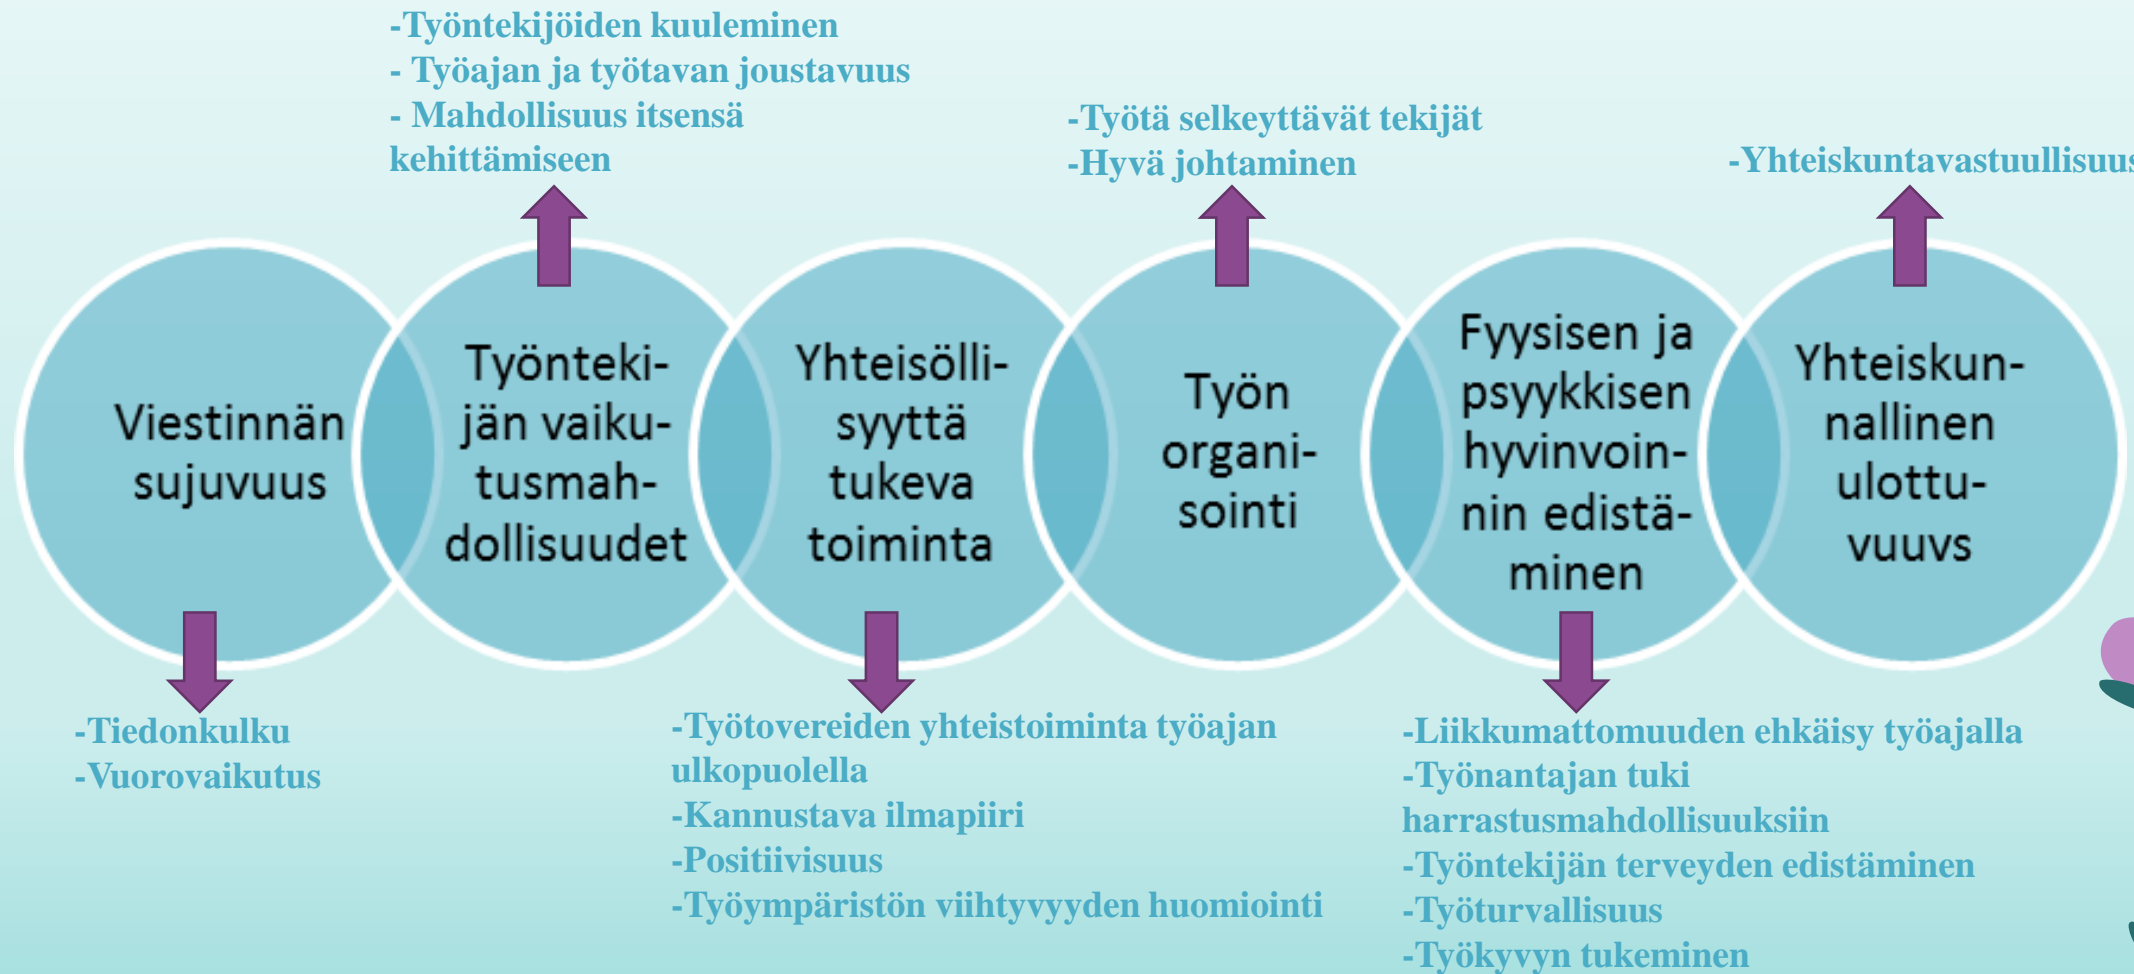 -Työntekijöiden kuuleminen
- Työajan ja työtavan joustavuus
- Mahdollisuus itsensä
kehittämiseen
-Työtä selkeyttävät tekijät
-Hyvä johtaminen
-Yhteiskuntavastuullisuus
Viestinnän
sujuvuus
Työnteki-
jän vaiku-
tusmah-
dollisuudet
Yhteisölli-
syyttä
tukeva
toiminta
Työn
organi-
sointi
Fyysisen ja
psyykkisen
hyvinvoin-
nin edistä-
minen
Yhteiskun-
nallinen
ulottu-
vuuvs
-Tiedonkulku
-Vuorovaikutus
-Työtovereiden yhteistoiminta työajan
ulkopuolella
-Kannustava ilmapiiri
-Positiivisuus
-Työympäristön viihtyvyyden huomiointi
-Liikkumattomuuden ehkäisy työajalla
-Työnantajan tuki
harrastusmahdollisuuksiin
-Työntekijän terveyden edistäminen
-Työturvallisuus
-Työkyvyn tukeminen